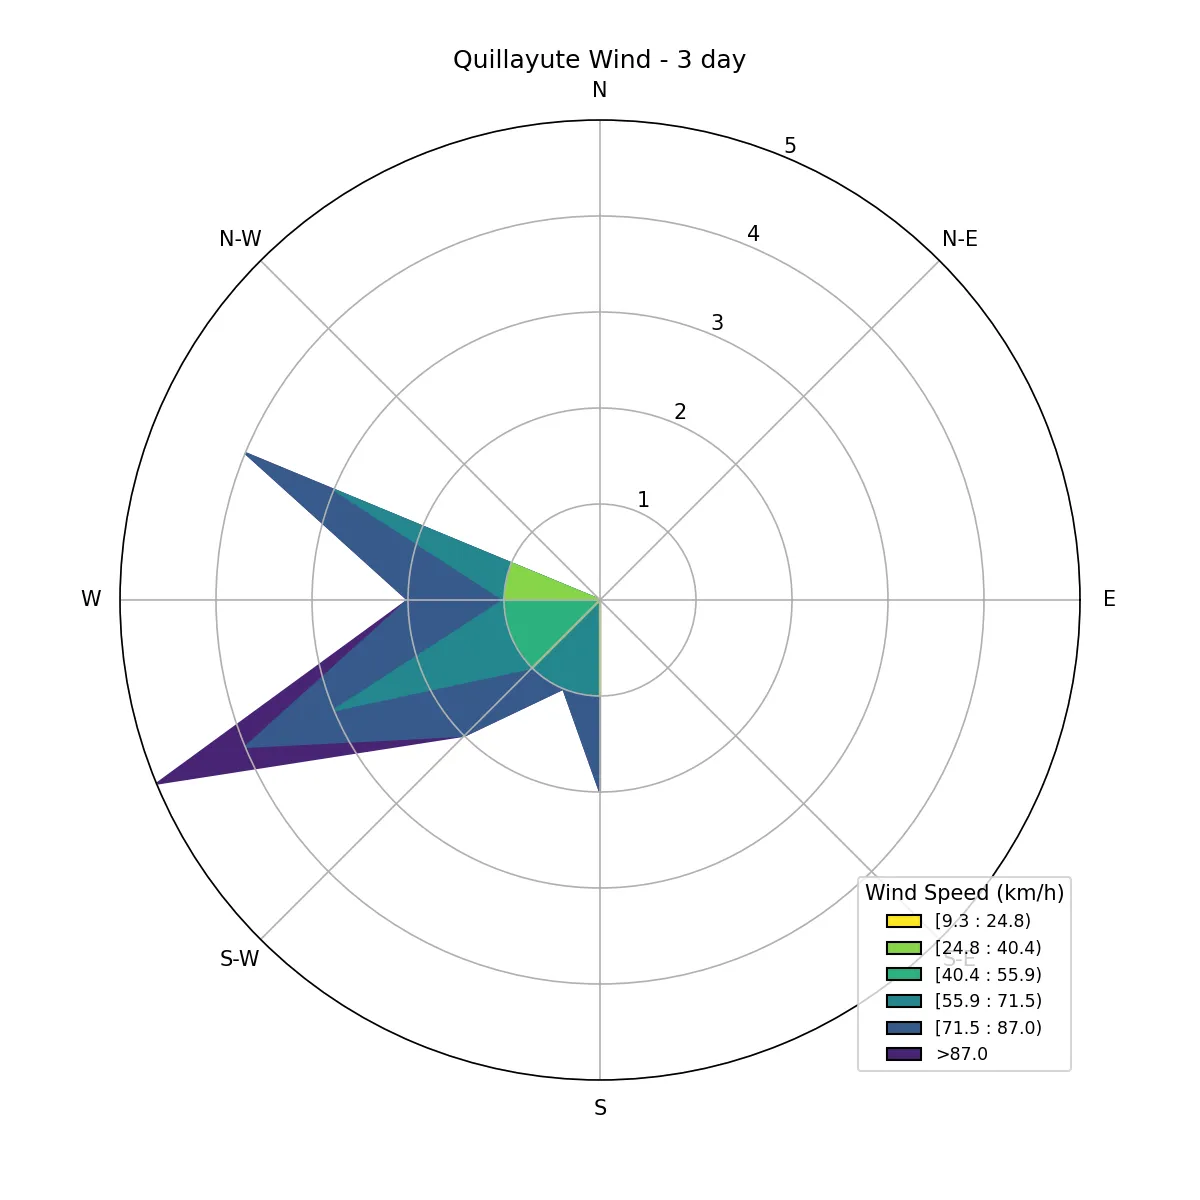 Quillayute Wind - 3 day
N
5
N-W
N-E
4
3
2
1
W
E
S-W
S-E
S
Wind Speed (km/h)
[9.3 : 24.8)
[24.8 : 40.4)
[40.4 : 55.9)
[55.9 : 71.5)
[71.5 : 87.0)
>87.0